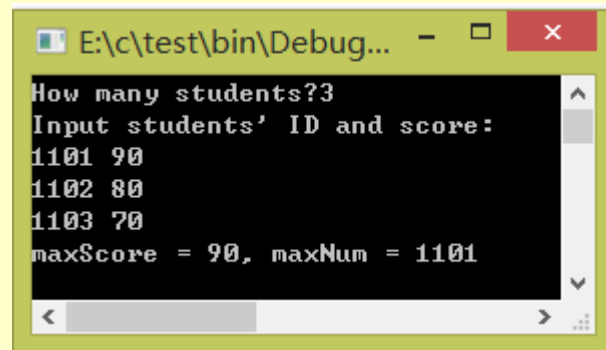 E:\c\test\bin\Debug...
How many students?3
Input students' ID and score:
1101 90
1102 80
1103 70
maxScore = 90, maxNum = 1101